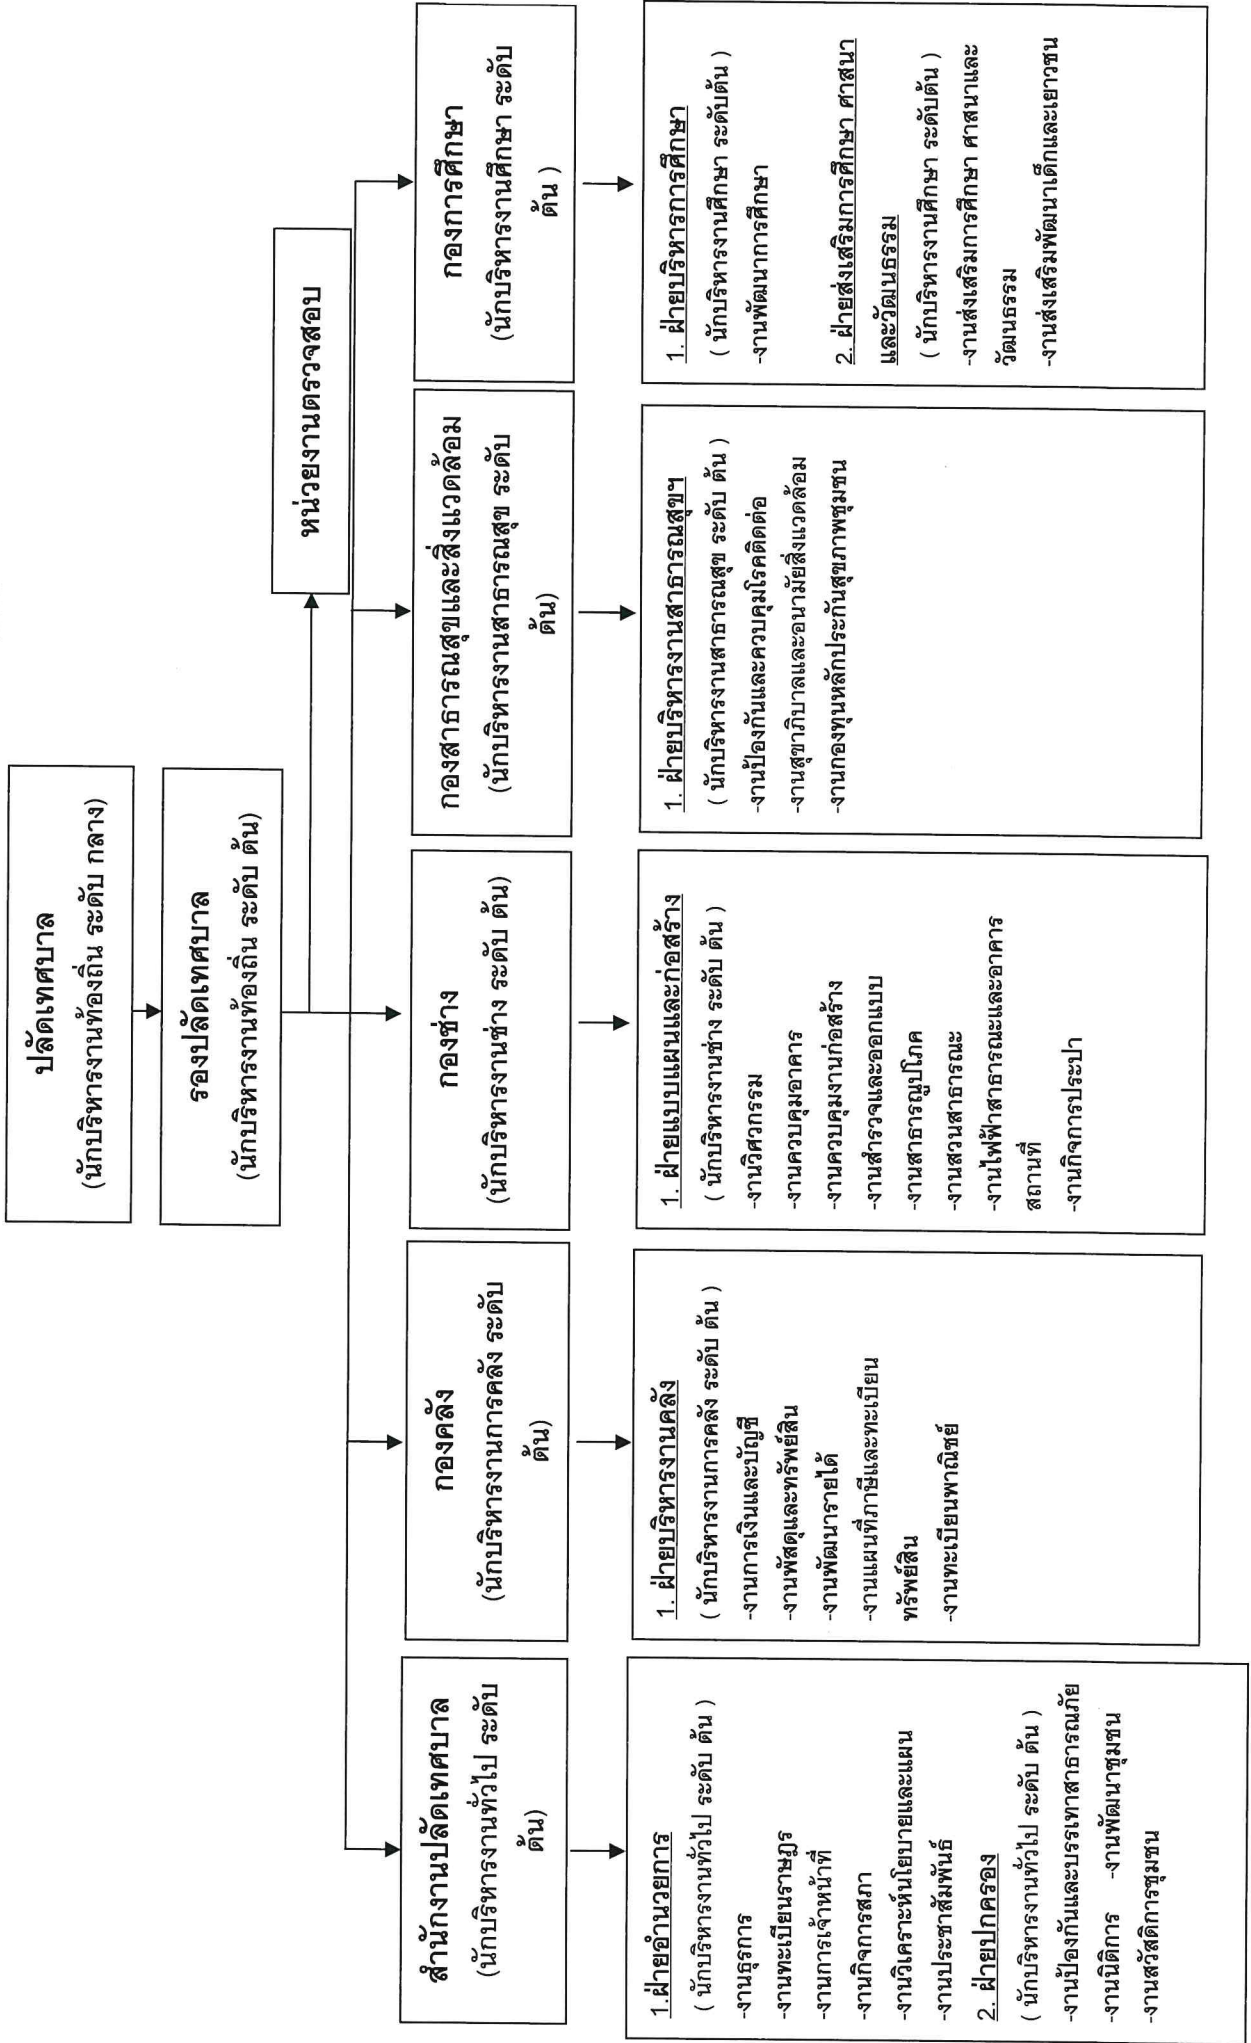 ปลัดเทศบาล
(นักบริหารงานท้องถิ่น ระดับ กลาง)
รองปลัดเทศบาล
(นักบริหารงานท้องถิ่น ระดับ ต้น)
หน่วยงานตรวจสอบ
สำนักงานปลัดเทศบาล
(นักบริหารงานทั่วไป ระดับ
ต้น)
กองคลัง
(นักบริหารงานการคลัง ระดับ
ต้น)
กองช่าง
(นักบริหารงานช่าง ระดับ ต้น)
กองสาธารณสุขและสิ่งแวดล้อม
(นักบริหารงานสาธารณสุข ระดับ
ต้น)
กองการศึกษา
(นักบริหารงานศึกษา ระดับ
ต้น )
1.ฝ่ายอำนวยการ
( นักบริหารงานทั่วไป ระดับ ต้น )
-งานธุรการ
-งานทะเบียนราษฎร
-งานการเจ้าหน้าที่
-งานกิจการสภา
-งานวิเคราะห์นโยบายและแผน
-งานประชาสัมพันธ์
2. ฝ่ายปกครอง
( นักบริหารงานทั่วไป ระดับ ต้น )
-งานป้องกันและบรรเทาสาธารณภัย
-งานนิติการ -งานพัฒนาชุมชน
-งานสวัสดิการชุมชน
1. ฝ่ายบริหารงานคลัง
( นักบริหารงานการคลัง ระดับ ต้น )
-งานการเงินและบัญชี
-งานพัสดุและทรัพย์สิน
-งานพัฒนารายได้
-งานแผนที่ภาษีและทะเบียน
ทรัพย์สิน
-งานทะเบียนพาณิชย์
1. ฝ่ายแบบแผนและก่อสร้าง
( นักบริหารงานช่าง ระดับ ต้น )
-งานวิศวกรรม
-งานควบคุมอาคาร
-งานควบคุมงานก่อสร้าง
-งานสำรวจและออกแบบ
-งานสาธารณูปโภค
-งานสวนสาธารณะ
-งานไฟฟ้าสาธารณะและอาคาร
สถานที่
-งานกิจการประปา
1. ฝ่ายบริหารงานสาธารณสุขฯ
( นักบริหารงานสาธารณสุข ระดับ ต้น )
-งานป้องกันและควบคุมโรคติดต่อ
-งานสุขาภิบาลและอนามัยสิ่งแวดล้อม
-งานกองทุนหลักประกันสุขภาพชุมชน
1. ฝ่ายบริหารการศึกษา
( นักบริหารงานศึกษา ระดับต้น )
-งานพัฒนาการศึกษา
2. ฝ่ายส่งเสริมการศึกษา ศาสนา
และวัฒนธรรม
( นักบริหารงานศึกษา ระดับต้น )
-งานส่งเสริมการศึกษา ศาสนาและ
วัฒนธรรม
-งานส่งเสริมพัฒนาเด็กและเยาวชน